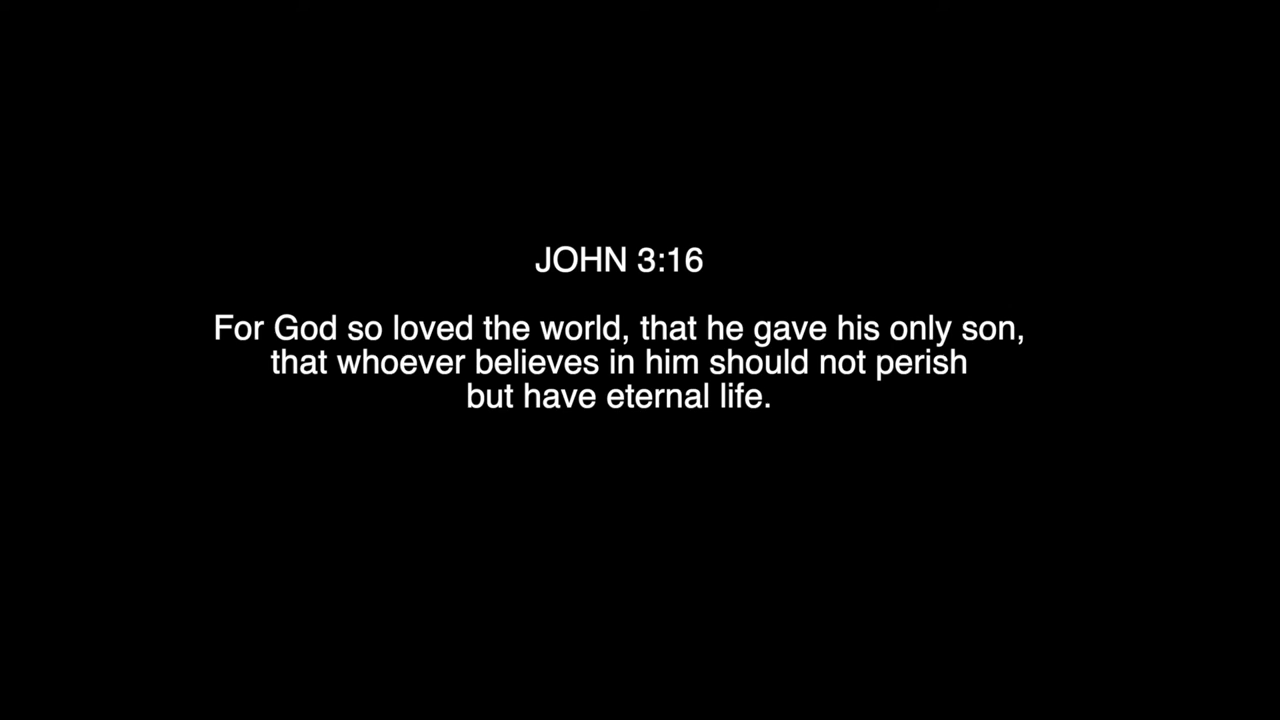 JOHN 3:16
For God so loved the world, that he gave his only son,
that whoever believes in him should not perish
but have eternal life.